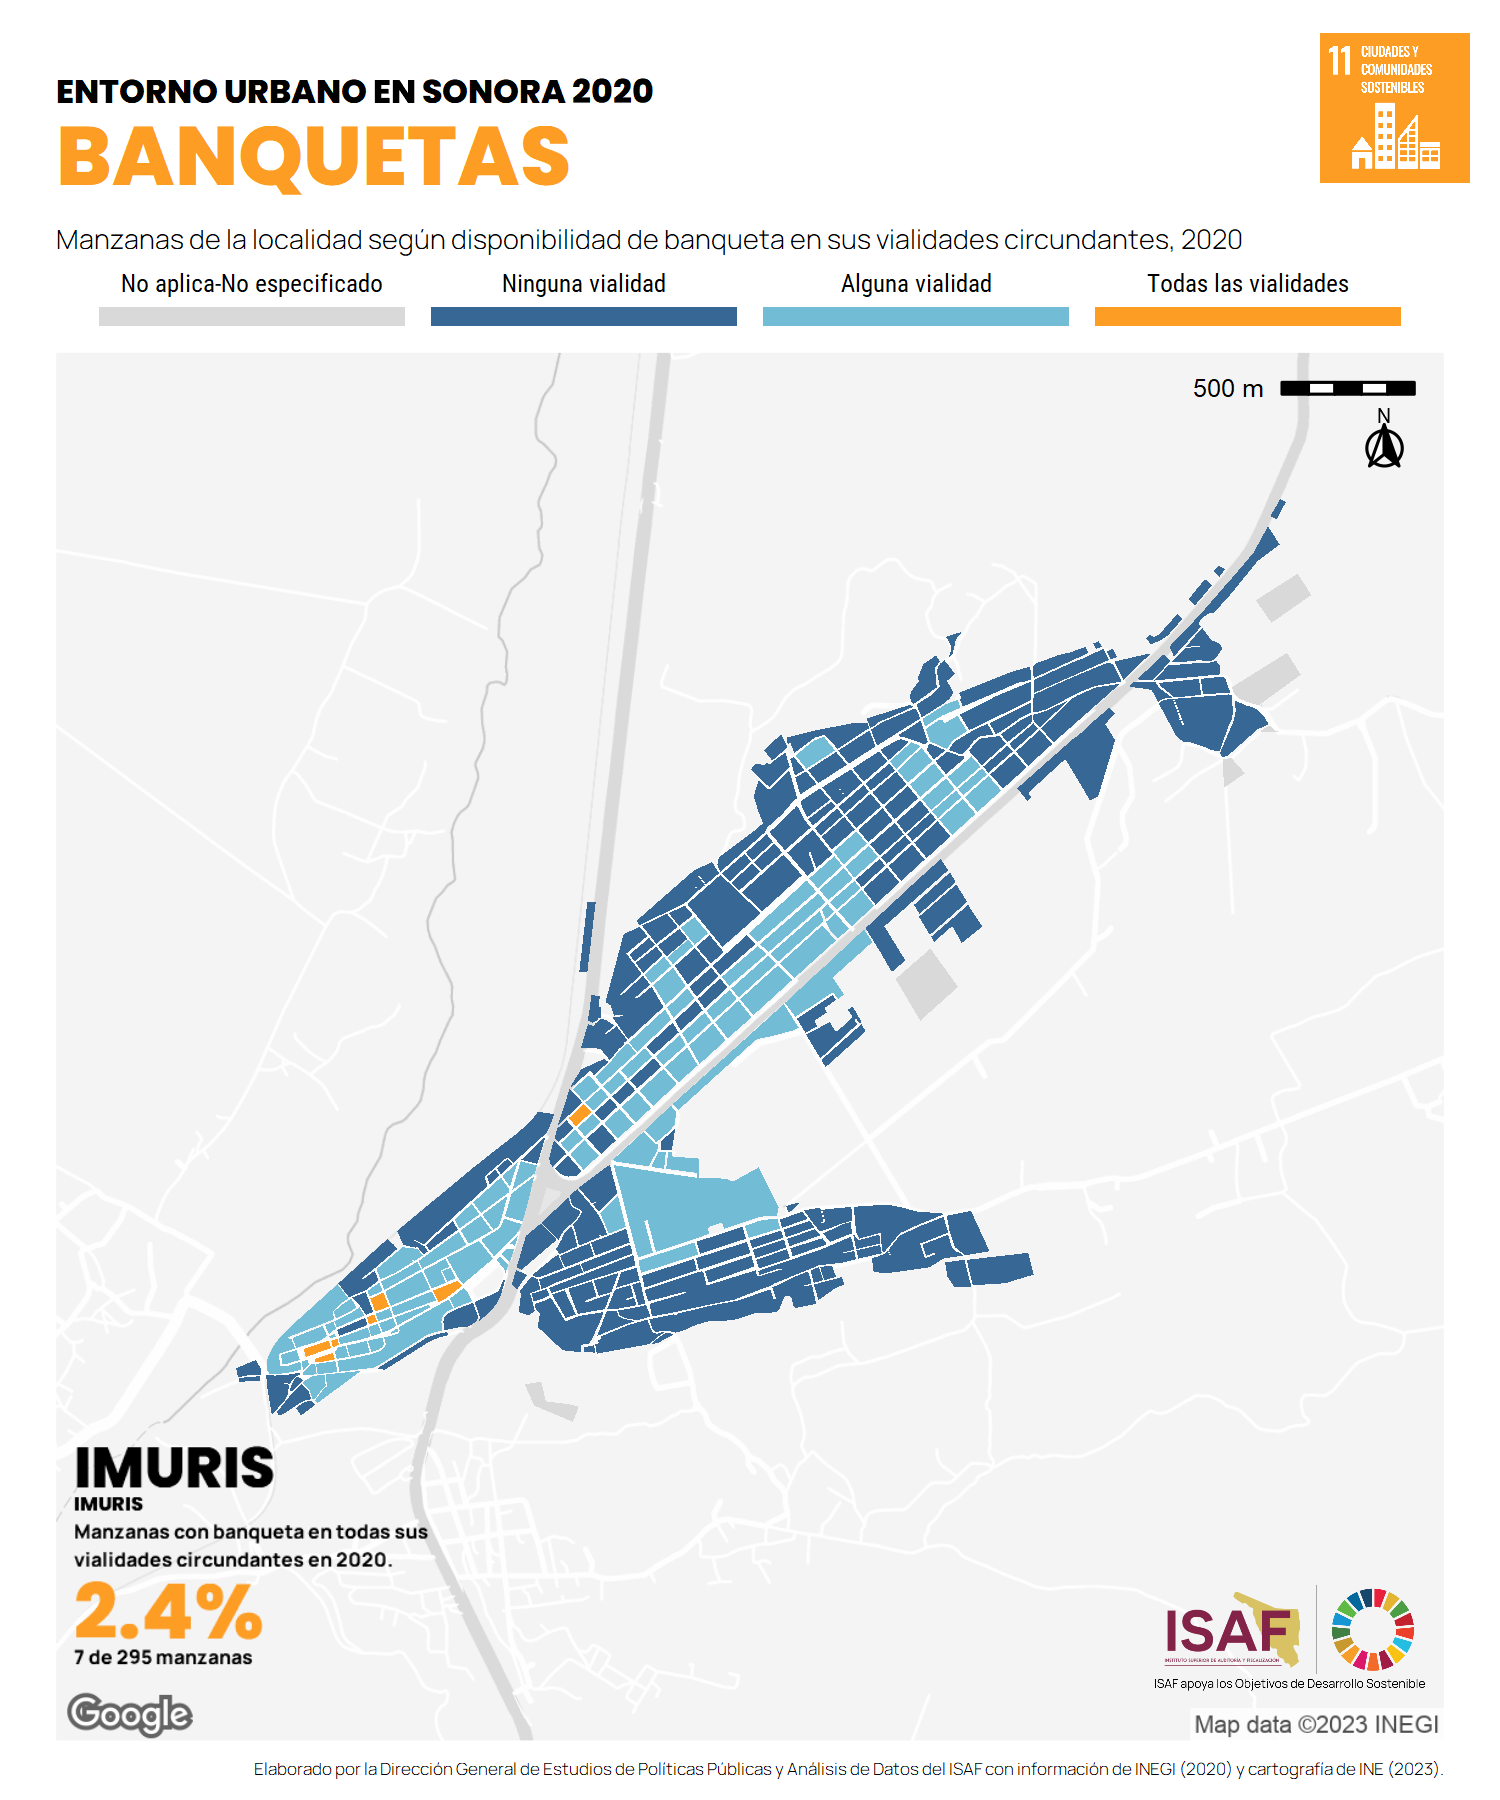 ENTORNO URBANO EN SONORA 2020
BANQUETAS
11 CIUDADES Y
COMUNIDADES
SOSTENIBLES
Manzanas de la localidad según disponibilidad de banqueta en sus vialidades circundantes, 2020
No aplica-No especificado
Ninguna vialidad
Alguna vialidad
Todas las vialidades
500 m
N
IMURIS
IMURIS
Manzanas con banqueta en todas sus
vialidades circundantes en 2020.
2.4%
7 de 295 manzanas
Google
ISAF
INSTITUTO SUPERIOR DE AUDITORÍA Y FISCALIZACIÓN
ISAF apoya los Objetivos de Desarrollo Sostenible
Map data ©2023 INEGI
Elaborado por la Dirección General de Estudios de Políticas Públicas y Análisis de Datos del ISAF con información de INEGI (2020) y cartografía de INE (2023).